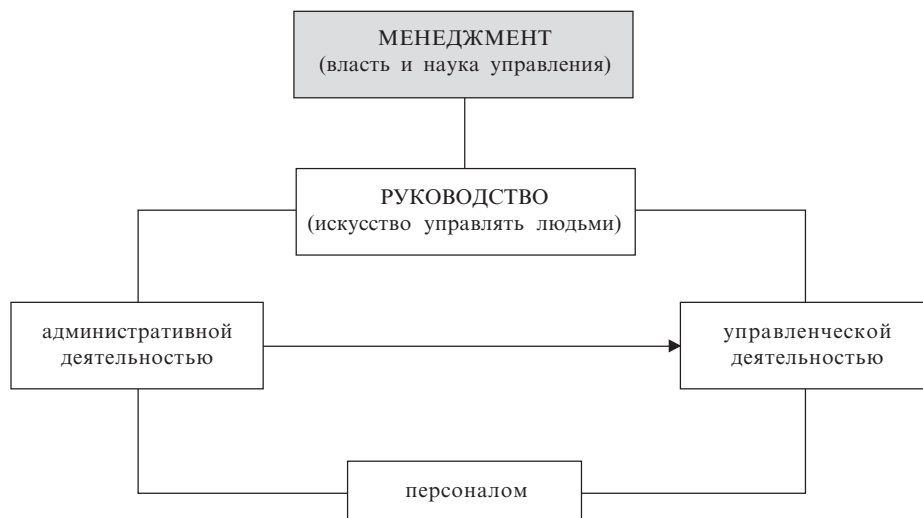 МЕНЕДЖМЕНТ
(власть и наука управления)
РУКОВОДСТВО
(искусство управлять людьми)
административной
деятельностью
управленческой
деятельностью
персоналом